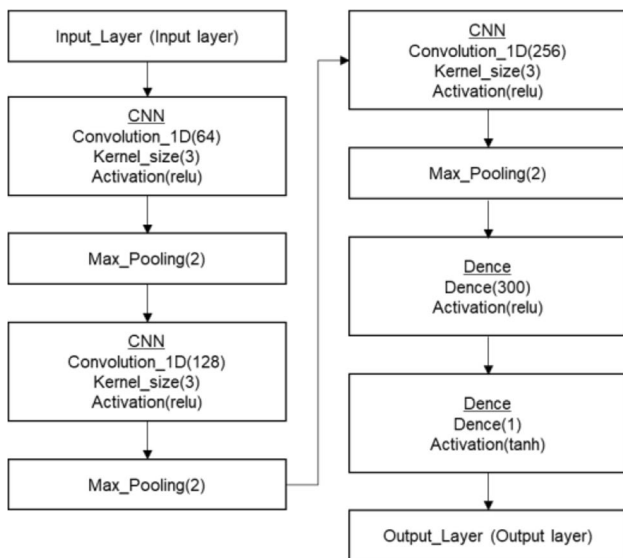 Input_Layer (Input layer)
CNN
Convolution_1D(64)
Kernel_size(3)
Activation(relu)
Max_Pooling(2)
CNN
Convolution_1D(128)
Kernel_size(3)
Activation(relu)
Max_Pooling(2)
CNN
Convolution_1D(256)
Kernel_size(3)
Activation(relu)
Max_Pooling(2)
Dence
Dence(300)
Activation(relu)
Dence
Dence(1)
Activation(tanh)
Output_Layer (Output layer)